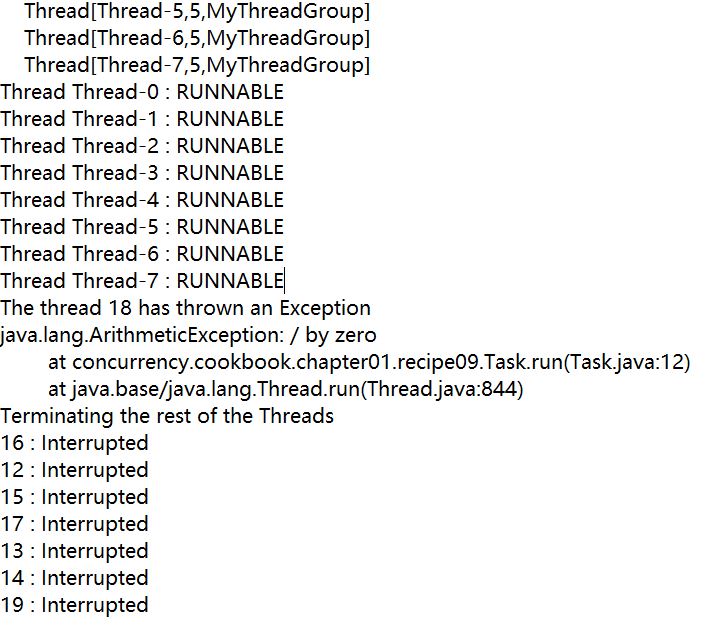 Thread[Thread-5,5,MyThreadGroup]
Thread[Thread-6,5,MyThreadGroup]
Thread[Thread-7,5,MyThreadGroup]
Thread Thread-0 : RUNNABLE
Thread Thread-1 : RUNNABLE
Thread Thread-2 : RUNNABLE
Thread Thread-3 : RUNNABLE
Thread Thread-4 : RUNNABLE
Thread Thread-5 : RUNNABLE
Thread Thread-6 : RUNNABLE
Thread Thread-7 : RUNNABLE
The thread 18 has thrown an Exception
java.lang.ArithmeticException: / by zero
at concurrency.cookbook.chapter01.recipe09.Task.run(Task.java:12)
at java.base/java.lang.Thread.run(Thread.java:844)
Terminating the rest of the Threads
16 : Interrupted
12 : Interrupted
15 : Interrupted
17 : Interrupted
13 : Interrupted
14 : Interrupted
19 : Interrupted